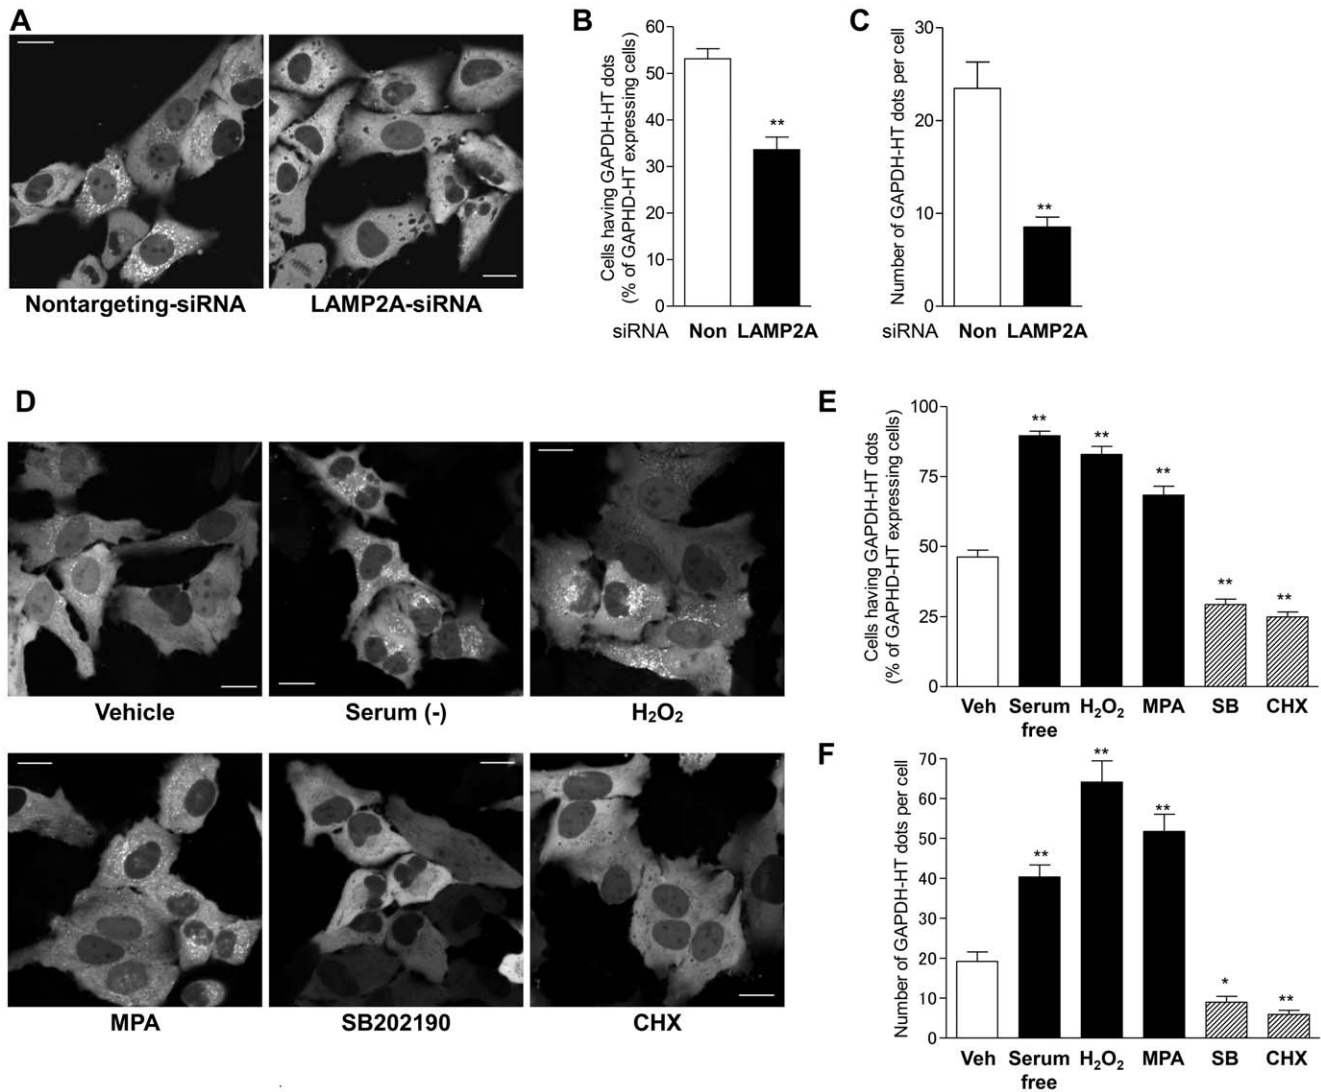 A
Nontargeting-siRNA
LAMP2A-siRNA
B
Cells having GAPDH-HT dots
(% of GAPHD-HT expressing cells)
60
50
40
30
20
10
0
**
siRNA Non LAMP2A
C
Number of GAPDH-HT dots per cell
30
20
10
0
**
siRNA Non LAMP2A
D
Vehicle
Serum (-)
H₂O₂
MPA
SB202190
CHX
E
Cells having GAPDH-HT dots
(% of GAPHD-HT expressing cells)
100
75
50
25
0
**
**
**
**
**
Veh Serum H₂O₂ MPA SB CHX
free
F
Number of GAPDH-HT dots per cell
70
60
50
40
30
20
10
0
**
**
**
*
**
Veh Serum H₂O₂ MPA SB CHX
free